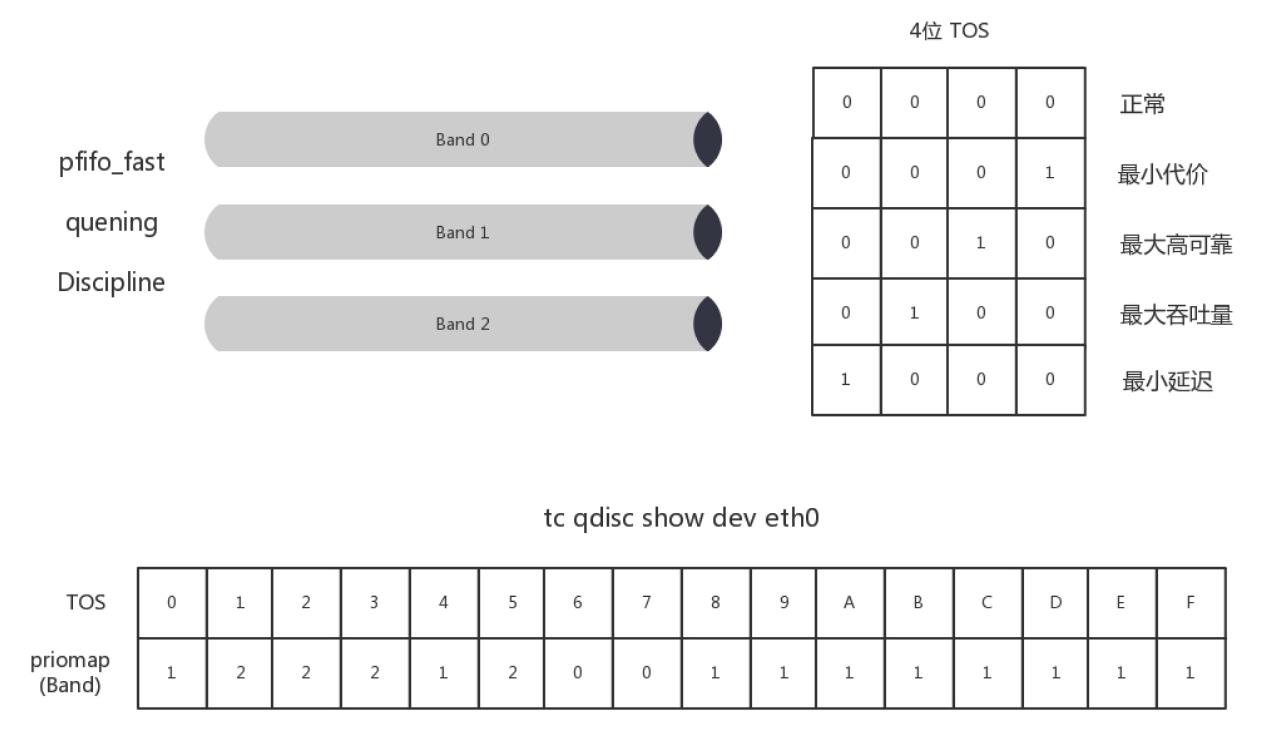 4位 TOS
pfifo_fast
quening
Discipline
Band 0
Band 1
Band 2
0 0 0 0 正常
0 0 0 1 最小代价
0 0 1 0 最大高可靠
0 1 0 0 最大吞吐量
1 0 0 0 最小延迟
tc qdisc show dev eth0
TOS 0 1 2 3 4 5 6 7 8 9 A B C D E F
priomap
(Band) 1 2 2 2 1 2 0 0 1 1 1 1 1 1 1 1